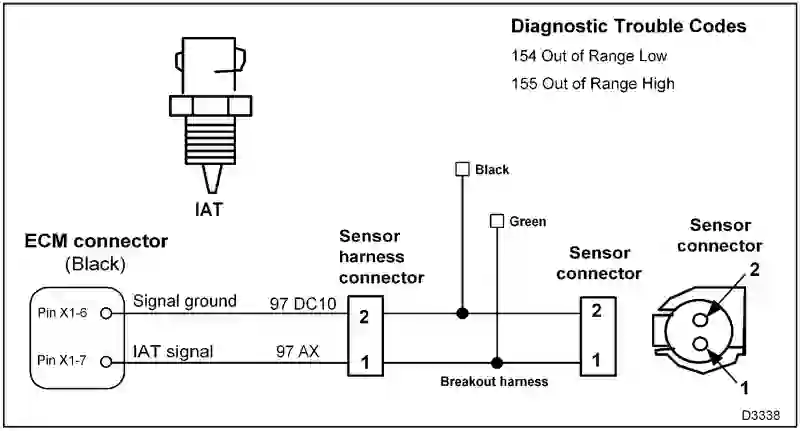 Diagnostic Trouble Codes
154 Out of Range Low
155 Out of Range High
IAT
Black
Green
ECM connector
(Black)
Sensor
harness
connector
Sensor
connector
Sensor
connector
2
Pin X1-6
Signal ground
97 DC10
2
2
Pin X1-7
IAT signal
97 AX
1
1
Breakout harness
1
D3338